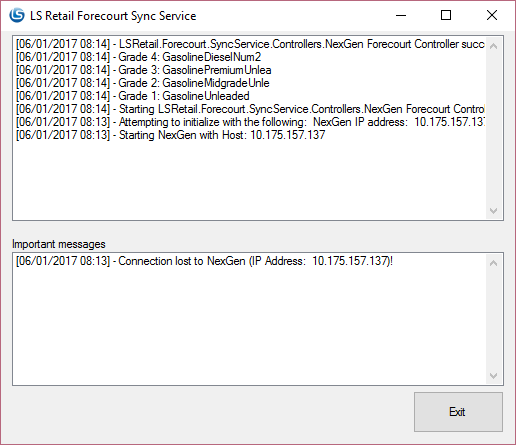 LS Retail Forecourt Sync Service
[06/01/2017 08:14] - LSRetail.Forecourt.SyncService.Controllers.NexGen Forecourt Controller succ
[06/01/2017 08:14] - Grade 4: GasolineDieselNum2
[06/01/2017 08:14] - Grade 3: GasolinePremiumUnlea
[06/01/2017 08:14] - Grade 2: GasolineMidgradeUnle
[06/01/2017 08:14] - Grade 1: GasolineUnleaded
[06/01/2017 08:14] - Starting LSRetail.Forecourt.SyncService.Controllers.NexGen Forecourt Control
[06/01/2017 08:13] - Attempting to initialize with the following: NexGen IP address: 10.175.157.137
[06/01/2017 08:13] - Starting NexGen with Host: 10.175.157.137
Important messages
[06/01/2017 08:13] - Connection lost to NexGen (IP Address: 10.175.157.137)!
Exit